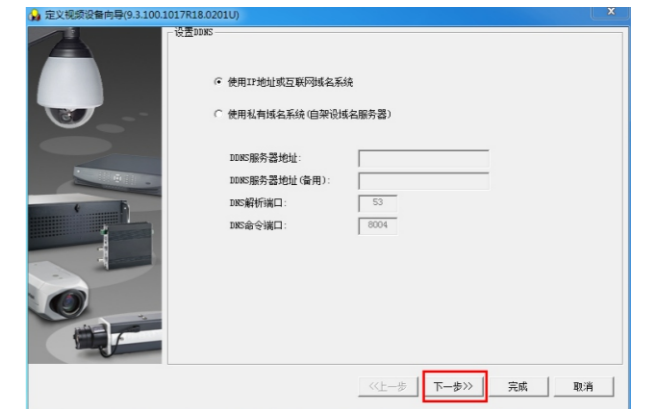 定义视频设备向导(9.3.100.1017R18.0201U)
x
设置DDNS
使用IP地址或互联网域名系统
使用私有域名系统(自架设域名服务器)
DDNS服务器地址:
DDNS服务器地址(备用):
DNS解析端口: 53
DNS命令端口: 8004
<<上一步 下一步>> 完成 取消